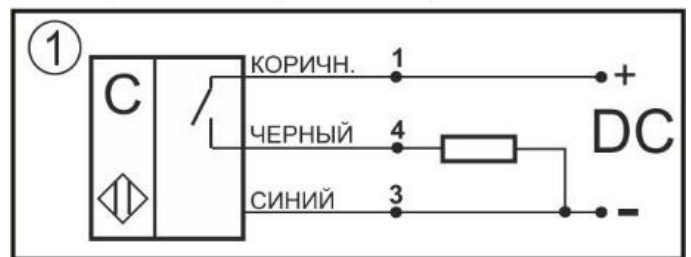 1
C
КОРИЧН. 1 +
DC
ЧЕРНЫЙ 4
СИНИЙ 3 -